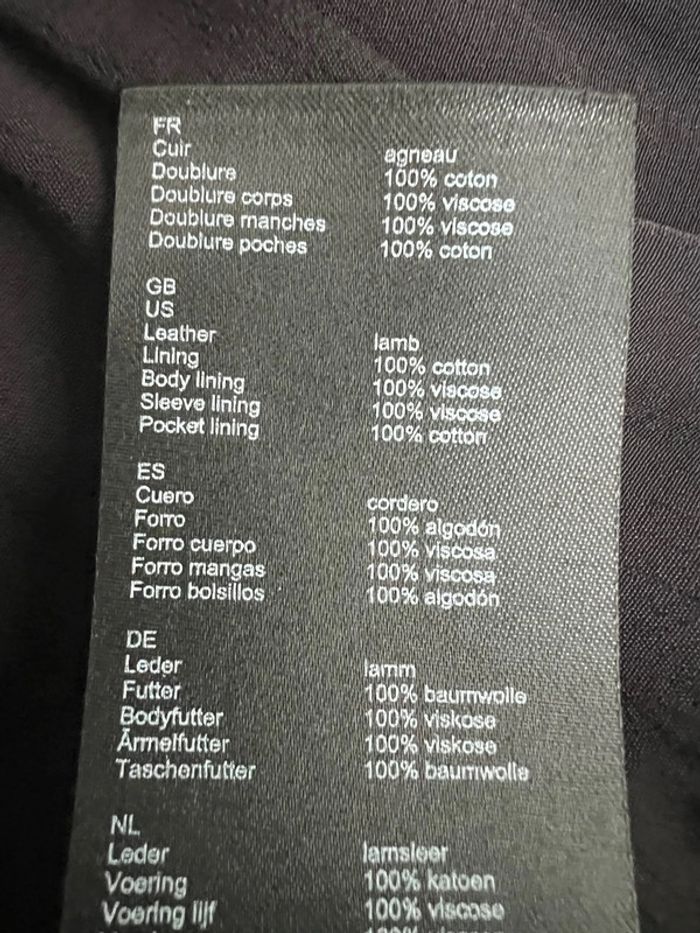 FR
Cuir agneau
Doublure 100% coton
Doublure corps 100% viscose
Doublure manches 100% viscose
Doublure poches 100% coton
GB
US
Leather lamb
Lining 100% cotton
Body lining 100% viscose
Sleeve lining 100% viscose
Pocket lining 100% cotton
ES
Cuero cordero
Forro 100% algodón
Forro cuerpo 100% viscosa
Forro mangas 100% viscosa
Forro bolsillos 100% algodón
DE
Leder lamm
Futter 100% baumwolle
Bodyfutter 100% viskose
Ärmelfutter 100% viskose
Taschenfutter 100% baumwolle
NL
Leder lamsleer
Voering 100% katoen
Voering lijf 100% viscose